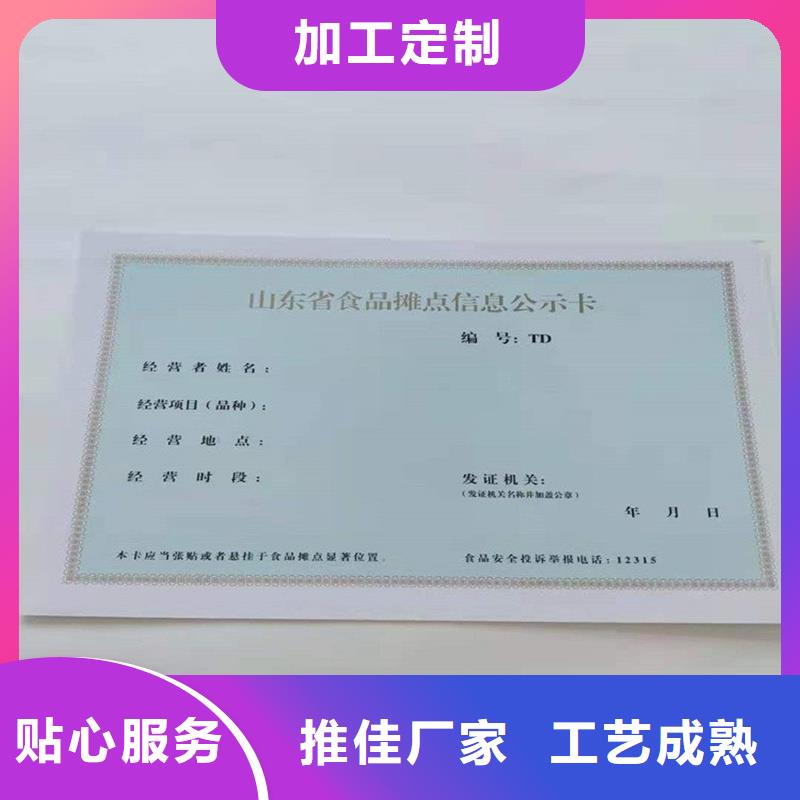 加工定制
山东省食品摊点信息公示卡
编 号: TD
经 营 者 姓 名:
经营项目(品种):
经 营 地 点:
经 营 时 段:
发 证 机 关:
(发证机关名称并加盖公章)
年 月 日
本卡应当张贴或者悬挂于食品摊点显著位置。
食品安全投诉举报电话: 12315
贴心服务
推佳厂家 工艺成熟